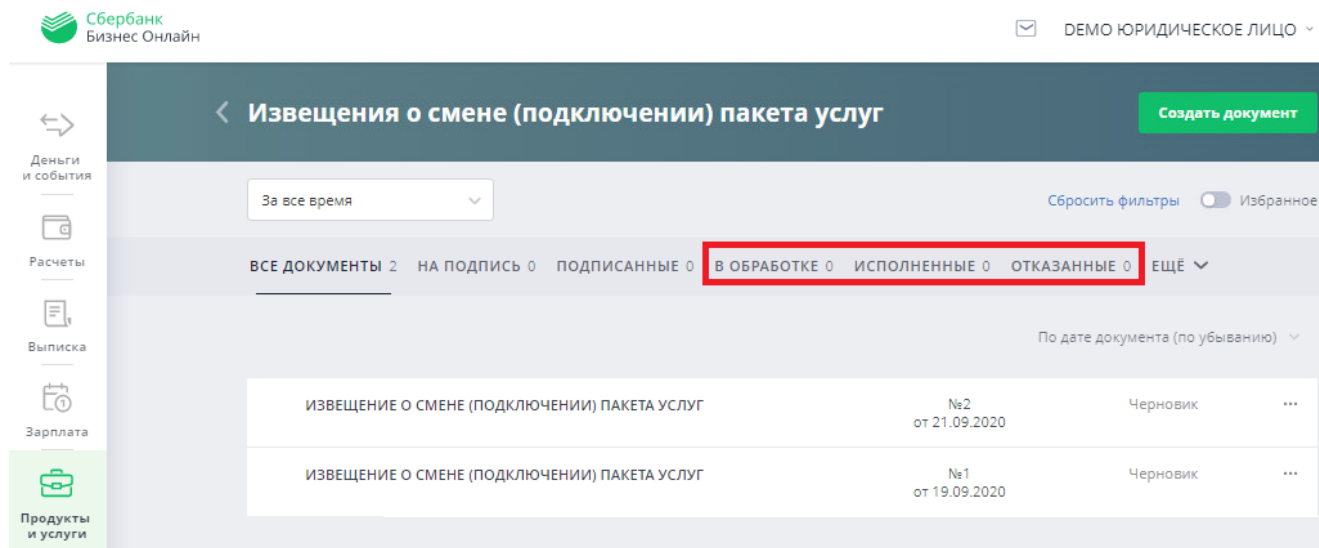 Сбербанк
Бизнес Онлайн
DEMO ЮРИДИЧЕСКОЕ ЛИЦО
Извещения о смене (подключении) пакета услуг
Создать документ
Деньги
и события
За все время
Сбросить фильтры Избранное
Расчеты
ВСЕ ДОКУМЕНТЫ 2 НА ПОДПИСЬ 0 ПОДПИСАННЫЕ 0 В ОБРАБОТКЕ 0 ИСПОЛНЕННЫЕ 0 ОТКАЗАННЫЕ 0 ЕЩЁ
Выписка
По дате документа (по убыванию)
1
Зарплата
ИЗВЕЩЕНИЕ О СМЕНЕ (ПОДКЛЮЧЕНИИ) ПАКЕТА УСЛУГ №2 Черновик ...
от 21.09.2020
ИЗВЕЩЕНИЕ О СМЕНЕ (ПОДКЛЮЧЕНИИ) ПАКЕТА УСЛУГ №1 Черновик ...
от 19.09.2020
Продукты
и услуги